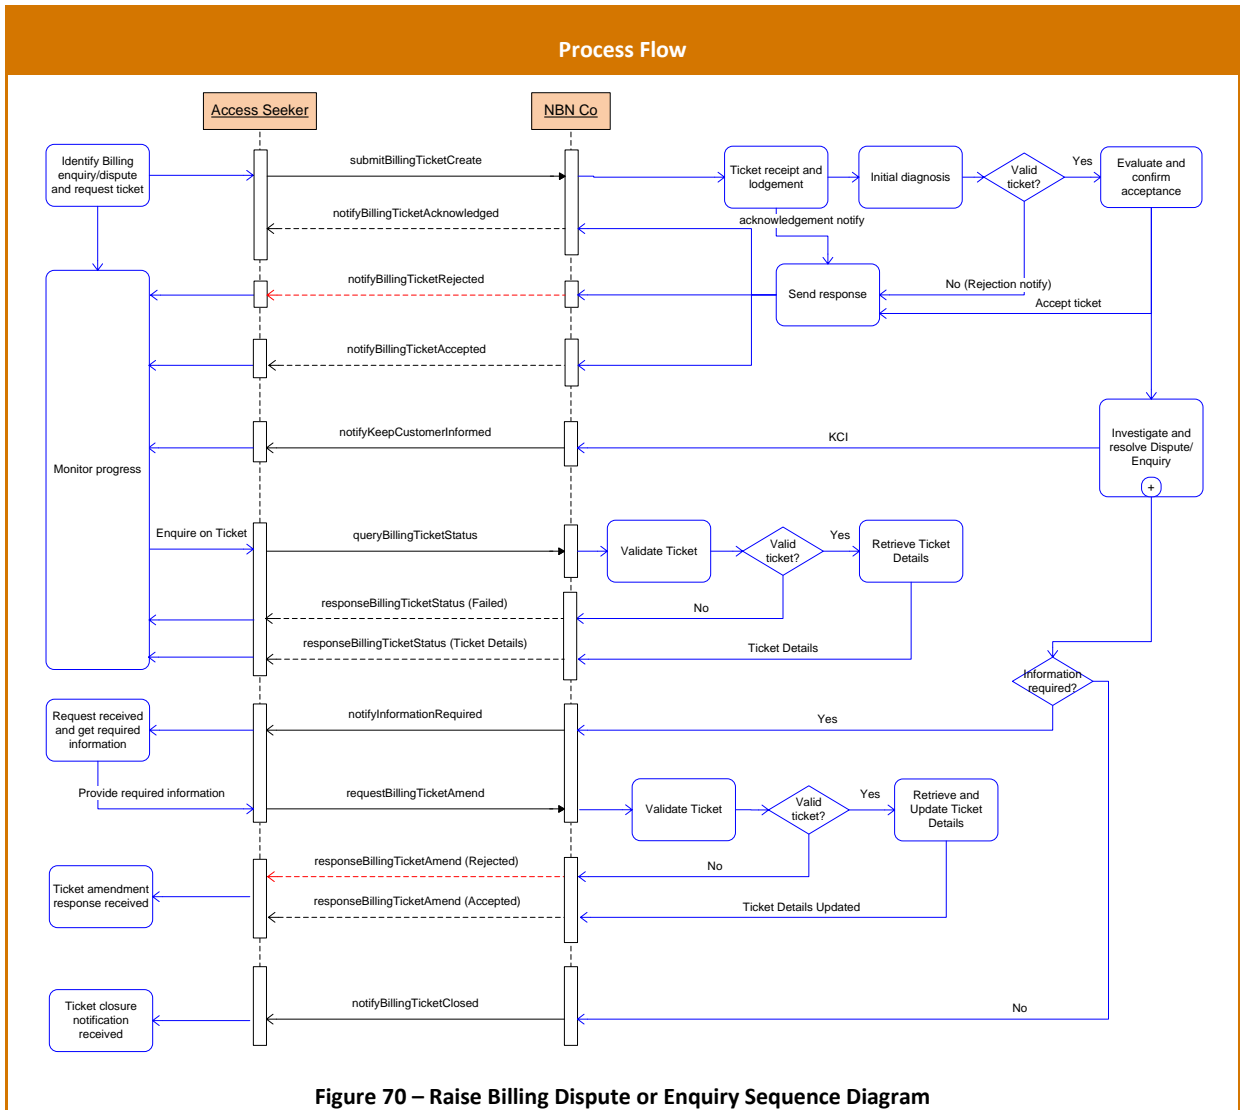 Process Flow
Access Seeker
NBN Co
Identify Billing
enquiry/dispute
and request ticket
submitBillingTicketCreate
Ticket receipt and
lodgement
Initial diagnosis
Valid
ticket?
Yes
Evaluate and
confirm
acceptance
notifyBillingTicketAcknowledged
acknowledgement notify
notifyBillingTicketRejected
Send response
No (Rejection notify)
Accept ticket
notifyBillingTicketAccepted
notifyKeepCustomerInformed
KCI
Investigate and
resolve Dispute/
Enquiry
+
Monitor progress
Enquire on Ticket
queryBillingTicketStatus
Validate Ticket
Valid
ticket?
Yes
Retrieve Ticket
Details
responseBillingTicketStatus (Failed)
No
responseBillingTicketStatus (Ticket Details)
Ticket Details
Information
required?
Request received
and get required
information
notifyInformationRequired
Yes
Provide required information
requestBillingTicketAmend
Validate Ticket
Valid
ticket?
Yes
Retrieve and
Update Ticket
Details
responseBillingTicketAmend (Rejected)
No
Ticket amendment
response received
responseBillingTicketAmend (Accepted)
Ticket Details Updated
Ticket closure
notification
received
notifyBillingTicketClosed
No
Figure 70 – Raise Billing Dispute or Enquiry Sequence Diagram